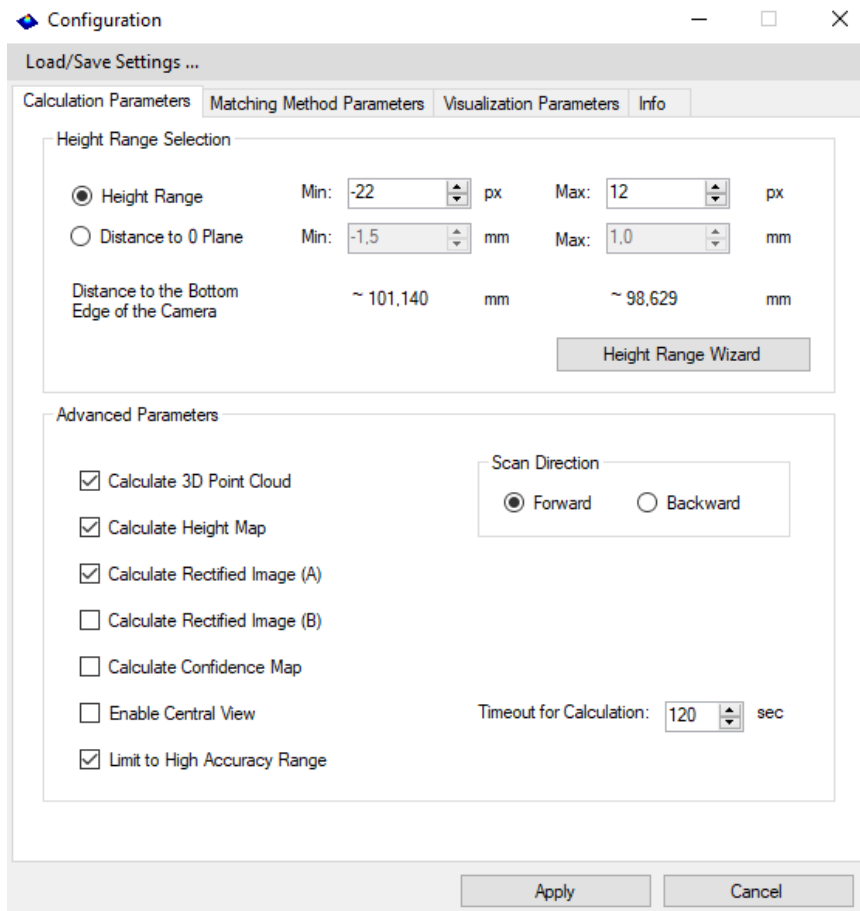 Configuration
Load/Save Settings ...
Calculation Parameters Matching Method Parameters Visualization Parameters Info
Height Range Selection
Height Range Min: -22 px Max: 12 px
Distance to 0 Plane Min: -1,5 mm Max: 1,0 mm
Distance to the Bottom
Edge of the Camera ~ 101,140 mm ~ 98,629 mm
Height Range Wizard
Advanced Parameters
Calculate 3D Point Cloud
Scan Direction
Forward Backward
Calculate Height Map
Calculate Rectified Image (A)
Calculate Rectified Image (B)
Calculate Confidence Map
Enable Central View Timeout for Calculation: 120 sec
Limit to High Accuracy Range
Apply Cancel